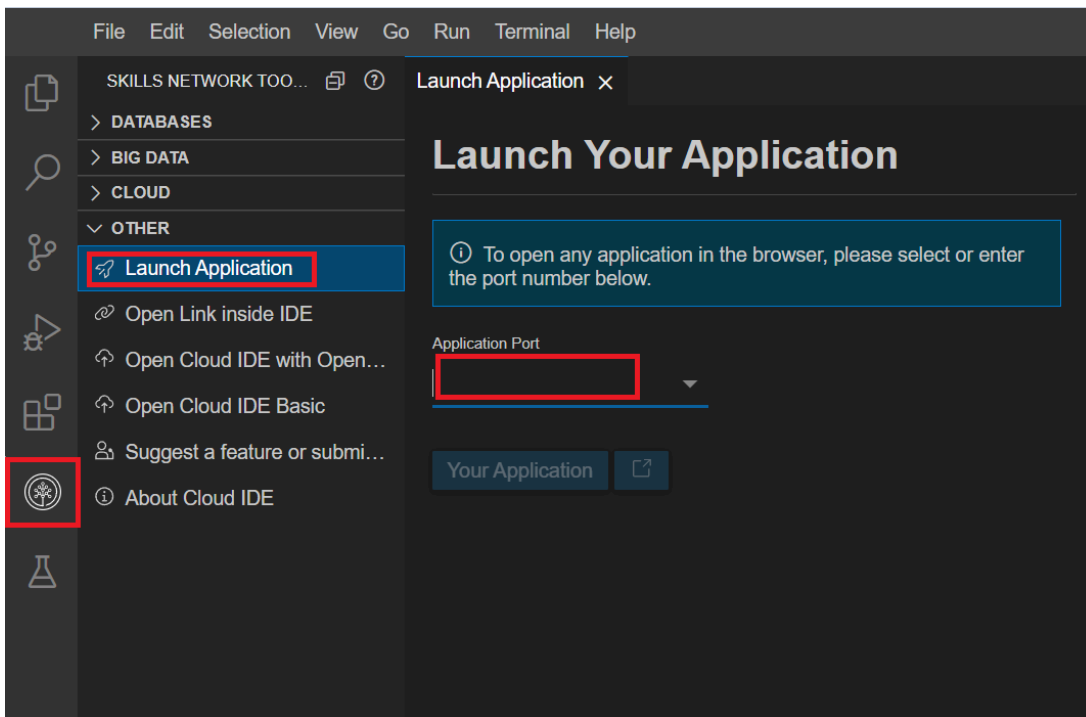 File Edit Selection View Go Run Terminal Help
SKILLS NETWORK TOO...
Launch Application
DATABASES
BIG DATA
CLOUD
OTHER
Launch Application
Open Link inside IDE
Open Cloud IDE with Open...
Open Cloud IDE Basic
Suggest a feature or submi...
About Cloud IDE
Launch Your Application
To open any application in the browser, please select or enter
the port number below.
Application Port
Your Application